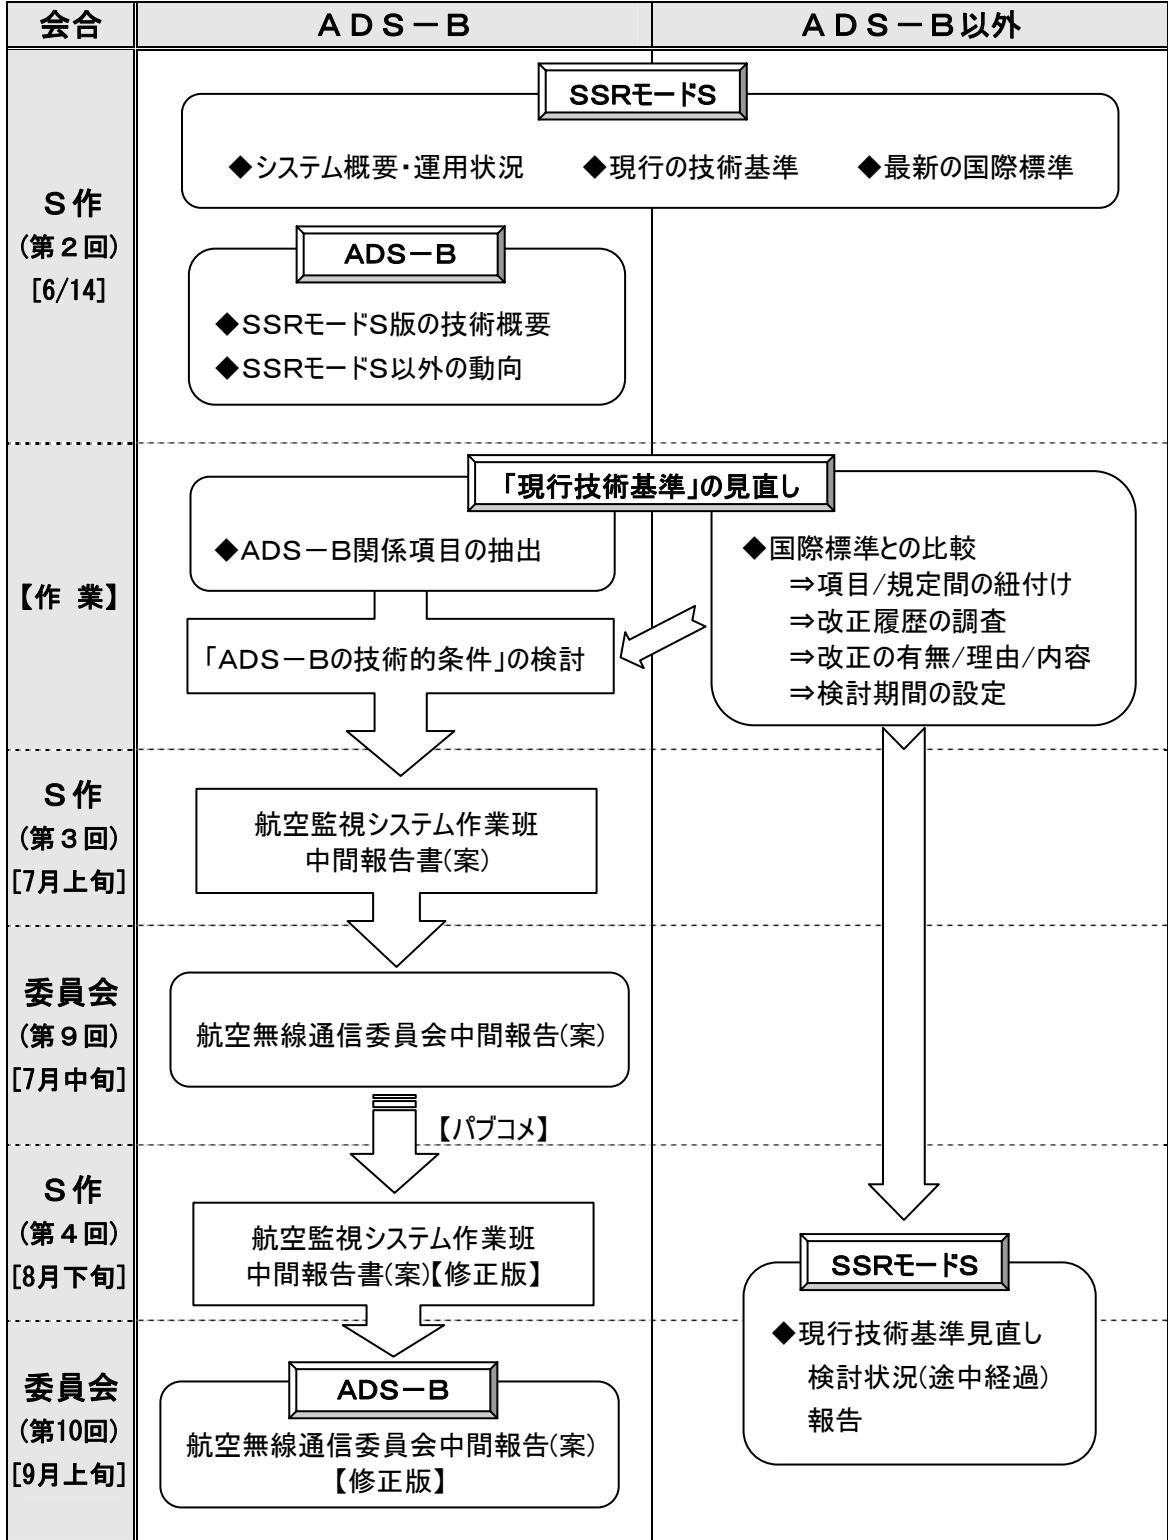 会合
ADS－B
ADS－B以外
S作
(第２回)
[6/14]
SSRモードS
◆システム概要・運用状況
◆現行の技術基準
◆最新の国際標準
ADS－B
◆SSRモードS版の技術概要
◆SSRモードS以外の動向
【作 業】
「現行技術基準」の見直し
◆ADS－B関係項目の抽出
「ADS－Bの技術的条件」の検討
◆国際標準との比較
⇒項目/規定間の紐付け
⇒改正履歴の調査
⇒改正の有無/理由/内容
⇒検討期間の設定
S作
(第３回)
[7月上旬]
航空監視システム作業班
中間報告書(案)
委員会
(第９回)
[7月中旬]
航空無線通信委員会中間報告(案)
【パブコメ】
S作
(第４回)
[8月下旬]
航空監視システム作業班
中間報告書(案)【修正版】
SSRモードS
◆現行技術基準見直し
検討状況(途中経過)
報告
委員会
(第10回)
[9月上旬]
ADS－B
航空無線通信委員会中間報告(案)
【修正版】